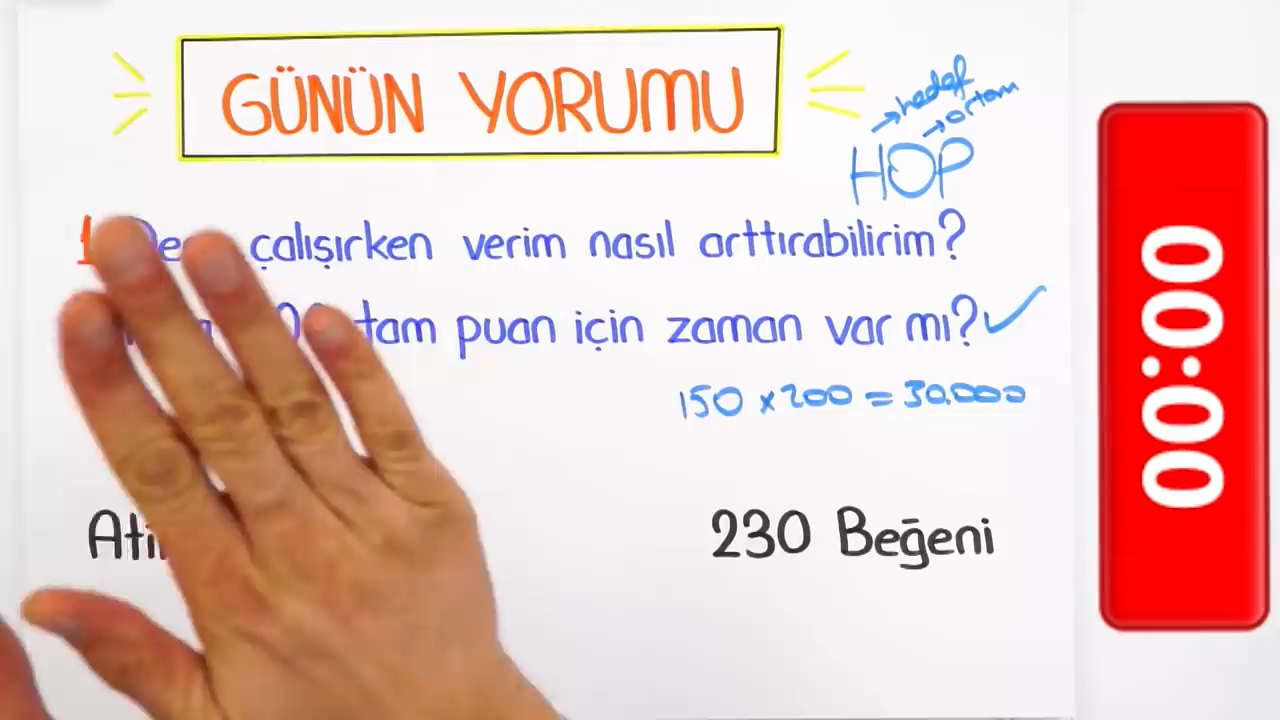 GÜNÜN YORUMU
→hedef
→ortam
HOP
1 çalışırken verim nasıl arttırabilirim?
tam puan için zaman var mı? ✓
150 x 200 = 30.000
230 Beğeni
00:00